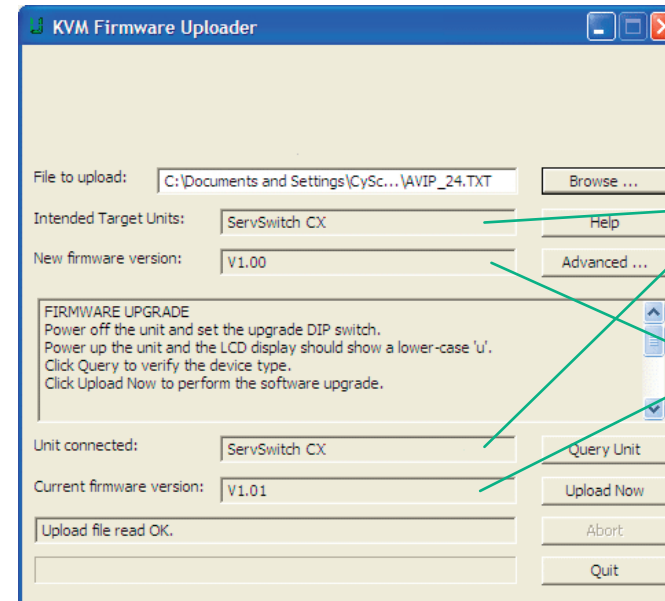 KVM Firmware Uploader
File to upload: C:\Documents and Settings\CySc...\AVIP_24.TXT Browse ...
Intended Target Units: ServSwitch CX Help
New firmware version: V1.00 Advanced ...
FIRMWARE UPGRADE
Power off the unit and set the upgrade DIP switch.
Power up the unit and the LCD display should show a lower-case 'u'.
Click Query to verify the device type.
Click Upload Now to perform the software upgrade.
Unit connected: ServSwitch CX Query Unit
Current firmware version: V1.01 Upload Now
Upload file read OK. Abort
Quit